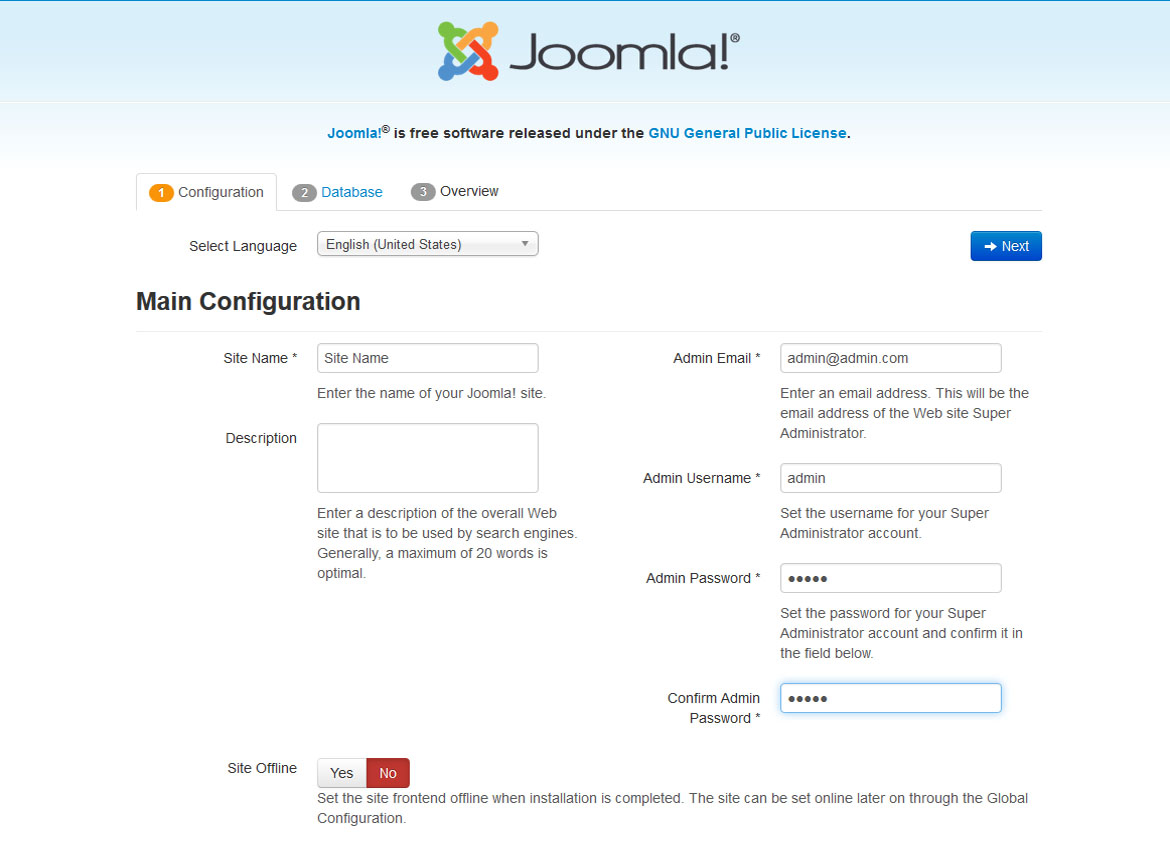 Joomla!®
Joomla!® is free software released under the GNU General Public License.
1 Configuration 2 Database 3 Overview
Select Language English (United States) Next
Main Configuration
Site Name * Site Name
Enter the name of your Joomla! site.
Description
Enter a description of the overall Web
site that is to be used by search engines.
Generally, a maximum of 20 words is
optimal.
Admin Email * admin@admin.com
Enter an email address. This will be the
email address of the Web site Super
Administrator.
Admin Username * admin
Set the username for your Super
Administrator account.
Admin Password * •••••
Set the password for your Super
Administrator account and confirm it in
the field below.
Confirm Admin
Password * •••••
Site Offline Yes No
Set the site frontend offline when installation is completed. The site can be set online later on through the Global
Configuration.